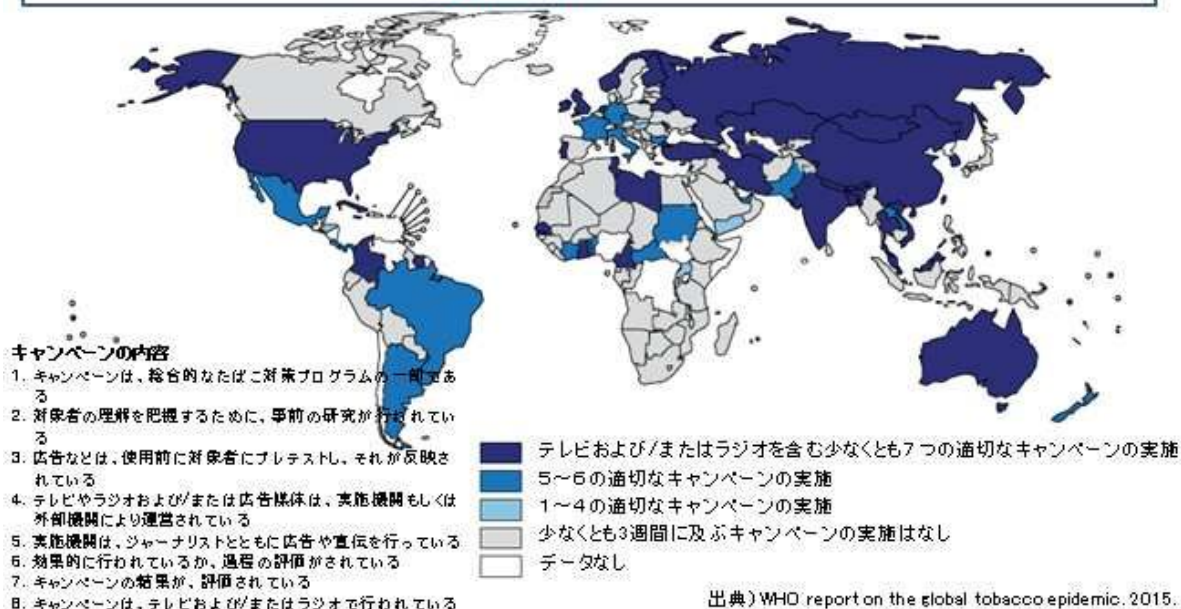 キャンペーンの内容
1. キャンペーンは、総合的なたばこ対策プログラムの一部であ
る
2. 対象者の理解を把握するために、事前の研究が行われてい
る
3. 広告などは、使用前に対象者にプレテストし、それが反映さ
れている
4. テレビやラジオおよび/または広告媒体は、実施機関もしくは
外部機関により運営されている
5. 実施機関は、ジャーナリストとともに広告や宣伝を行っている
6. 効果的に行われているか、過程の評価がされている
7. キャンペーンの結果が、評価されている
8. キャンペーンは、テレビおよび/またはラジオで行われている
テレビおよび/またはラジオを含む少なくとも7つの適切なキャンペーンの実施
5～6の適切なキャンペーンの実施
1～4の適切なキャンペーンの実施
少なくとも3週間に及ぶキャンペーンの実施はなし
データなし
出典）WHO report on the global tobacco epidemic. 2015.